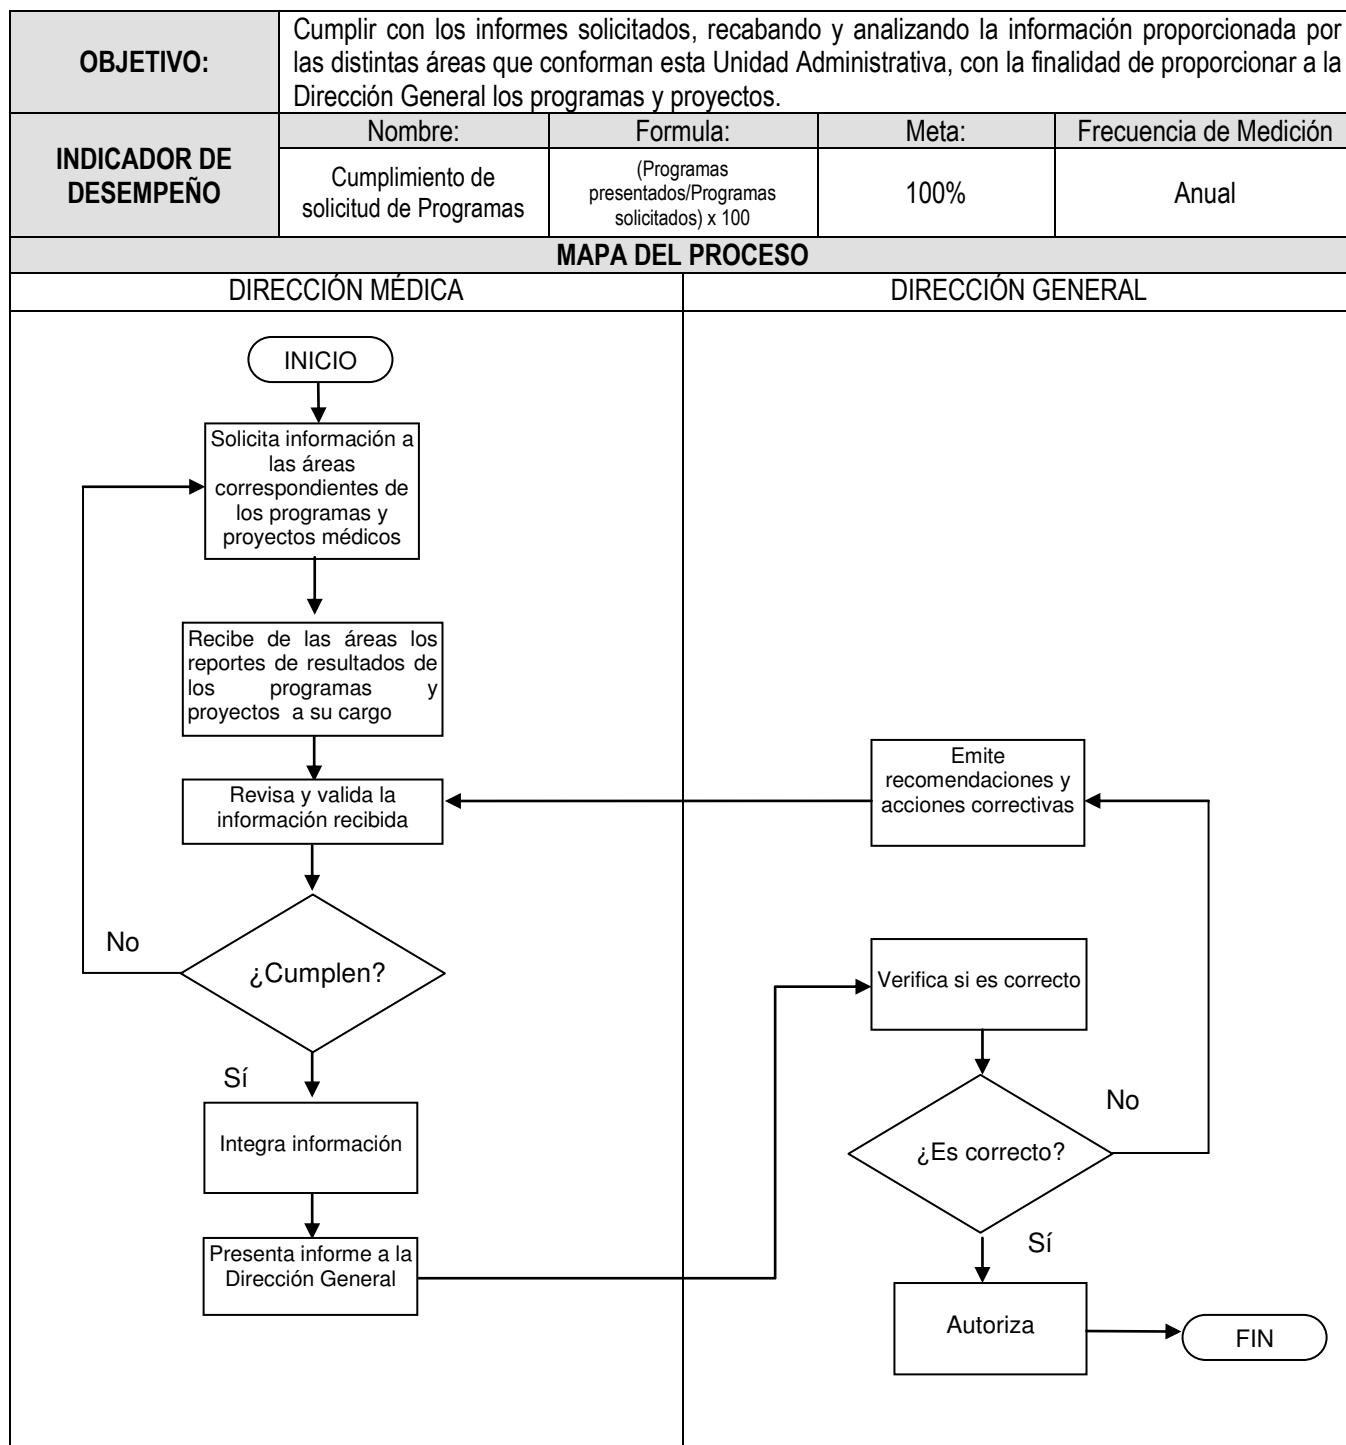 OBJETIVO:
Cumplir con los informes solicitados, recabando y analizando la información proporcionada por
las distintas áreas que conforman esta Unidad Administrativa, con la finalidad de proporcionar a la
Dirección General los programas y proyectos.
INDICADOR DE
DESEMPEÑO
Nombre:
Formula:
Meta:
Frecuencia de Medición
Cumplimiento de
solicitud de Programas
(Programas
presentados/Programas
solicitados) x 100
100%
Anual
MAPA DEL PROCESO
DIRECCIÓN MÉDICA
DIRECCIÓN GENERAL
INICIO
Solicita información a
las áreas
correspondientes de
los programas y
proyectos médicos
Recibe de las áreas los
reportes de resultados de
los programas y
proyectos a su cargo
Revisa y valida la
información recibida
¿Cumplen?
No
Sí
Integra información
Presenta informe a la
Dirección General
Emite
recomendaciones y
acciones correctivas
Verifica si es correcto
¿Es correcto?
No
Sí
Autoriza
FIN